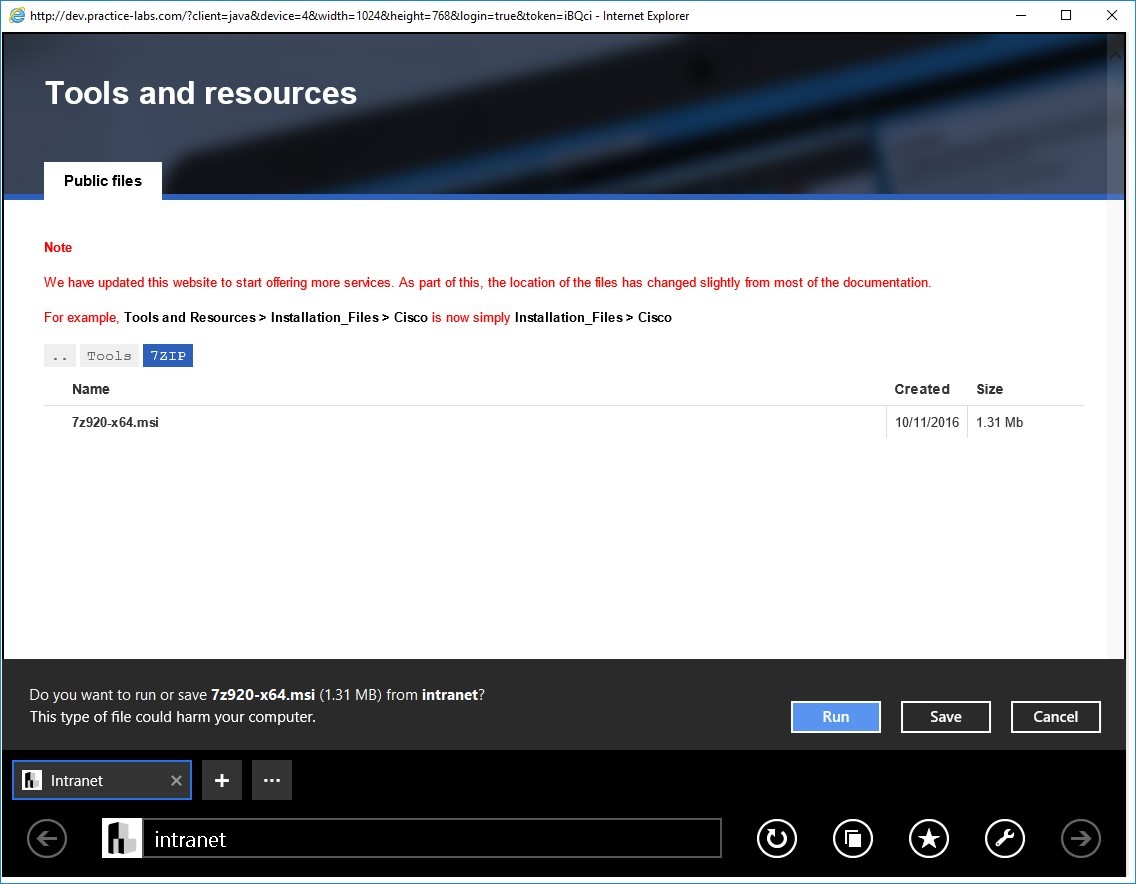 http://dev.practice-labs.com/?client=java&device=4&width=1024&height=768&login=true&token=iBQci - Internet Explorer
Tools and resources
Public files
Note
We have updated this website to start offering more services. As part of this, the location of the files has changed slightly from most of the documentation.
For example, Tools and Resources > Installation_Files > Cisco is now simply Installation_Files > Cisco
.. Tools 7ZIP
Name Created Size
7z920-x64.msi 10/11/2016 1.31 Mb
Do you want to run or save 7z920-x64.msi (1.31 MB) from intranet?
This type of file could harm your computer.
Run Save Cancel
Intranet
intranet